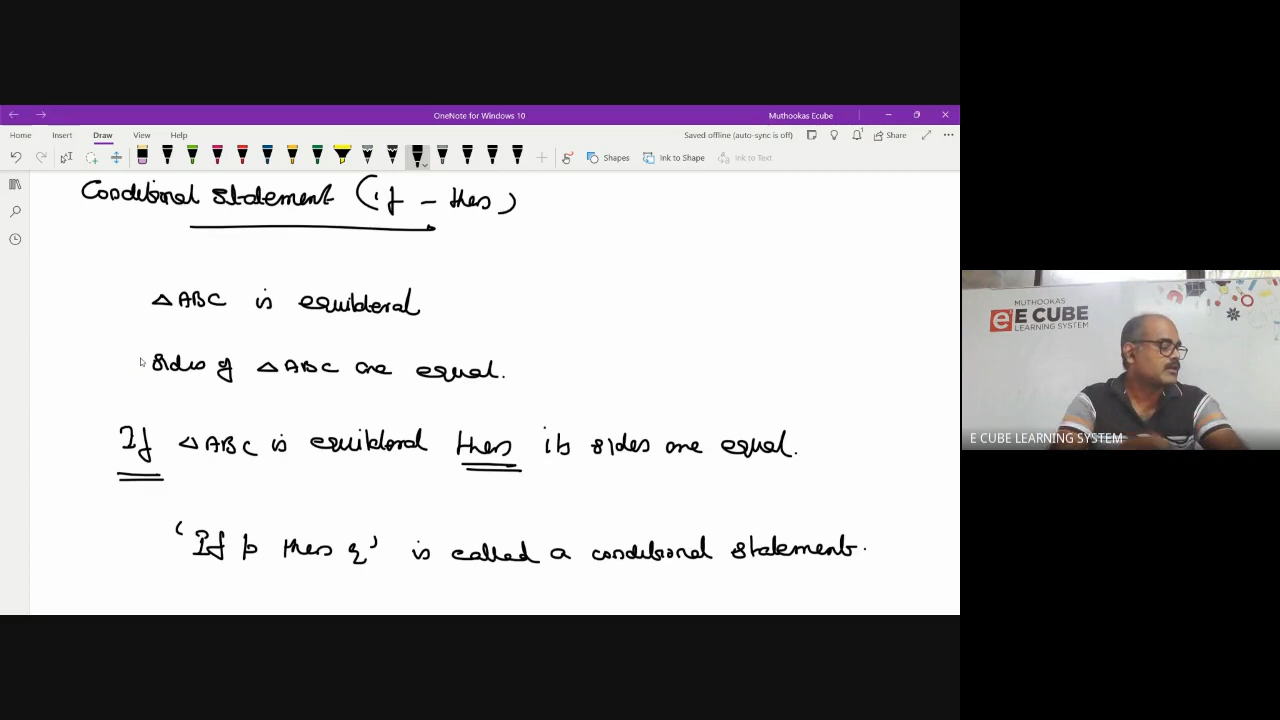 OneNote for Windows 10
Muthookas Ecube
Home Insert Draw View Help
Saved offline (auto-sync is off)
Share
Shapes
Ink to Shape
Ink to Text
Conditional statement (if - then)
△ABC is equilateral
Sides of △ABC are equal.
If △ABC is equilateral then its sides are equal.
'If p then q' is called a conditional statement.
MUTHOOKAS
e E CUBE
LEARNING SYSTEM
E CUBE LEARNING SYSTEM